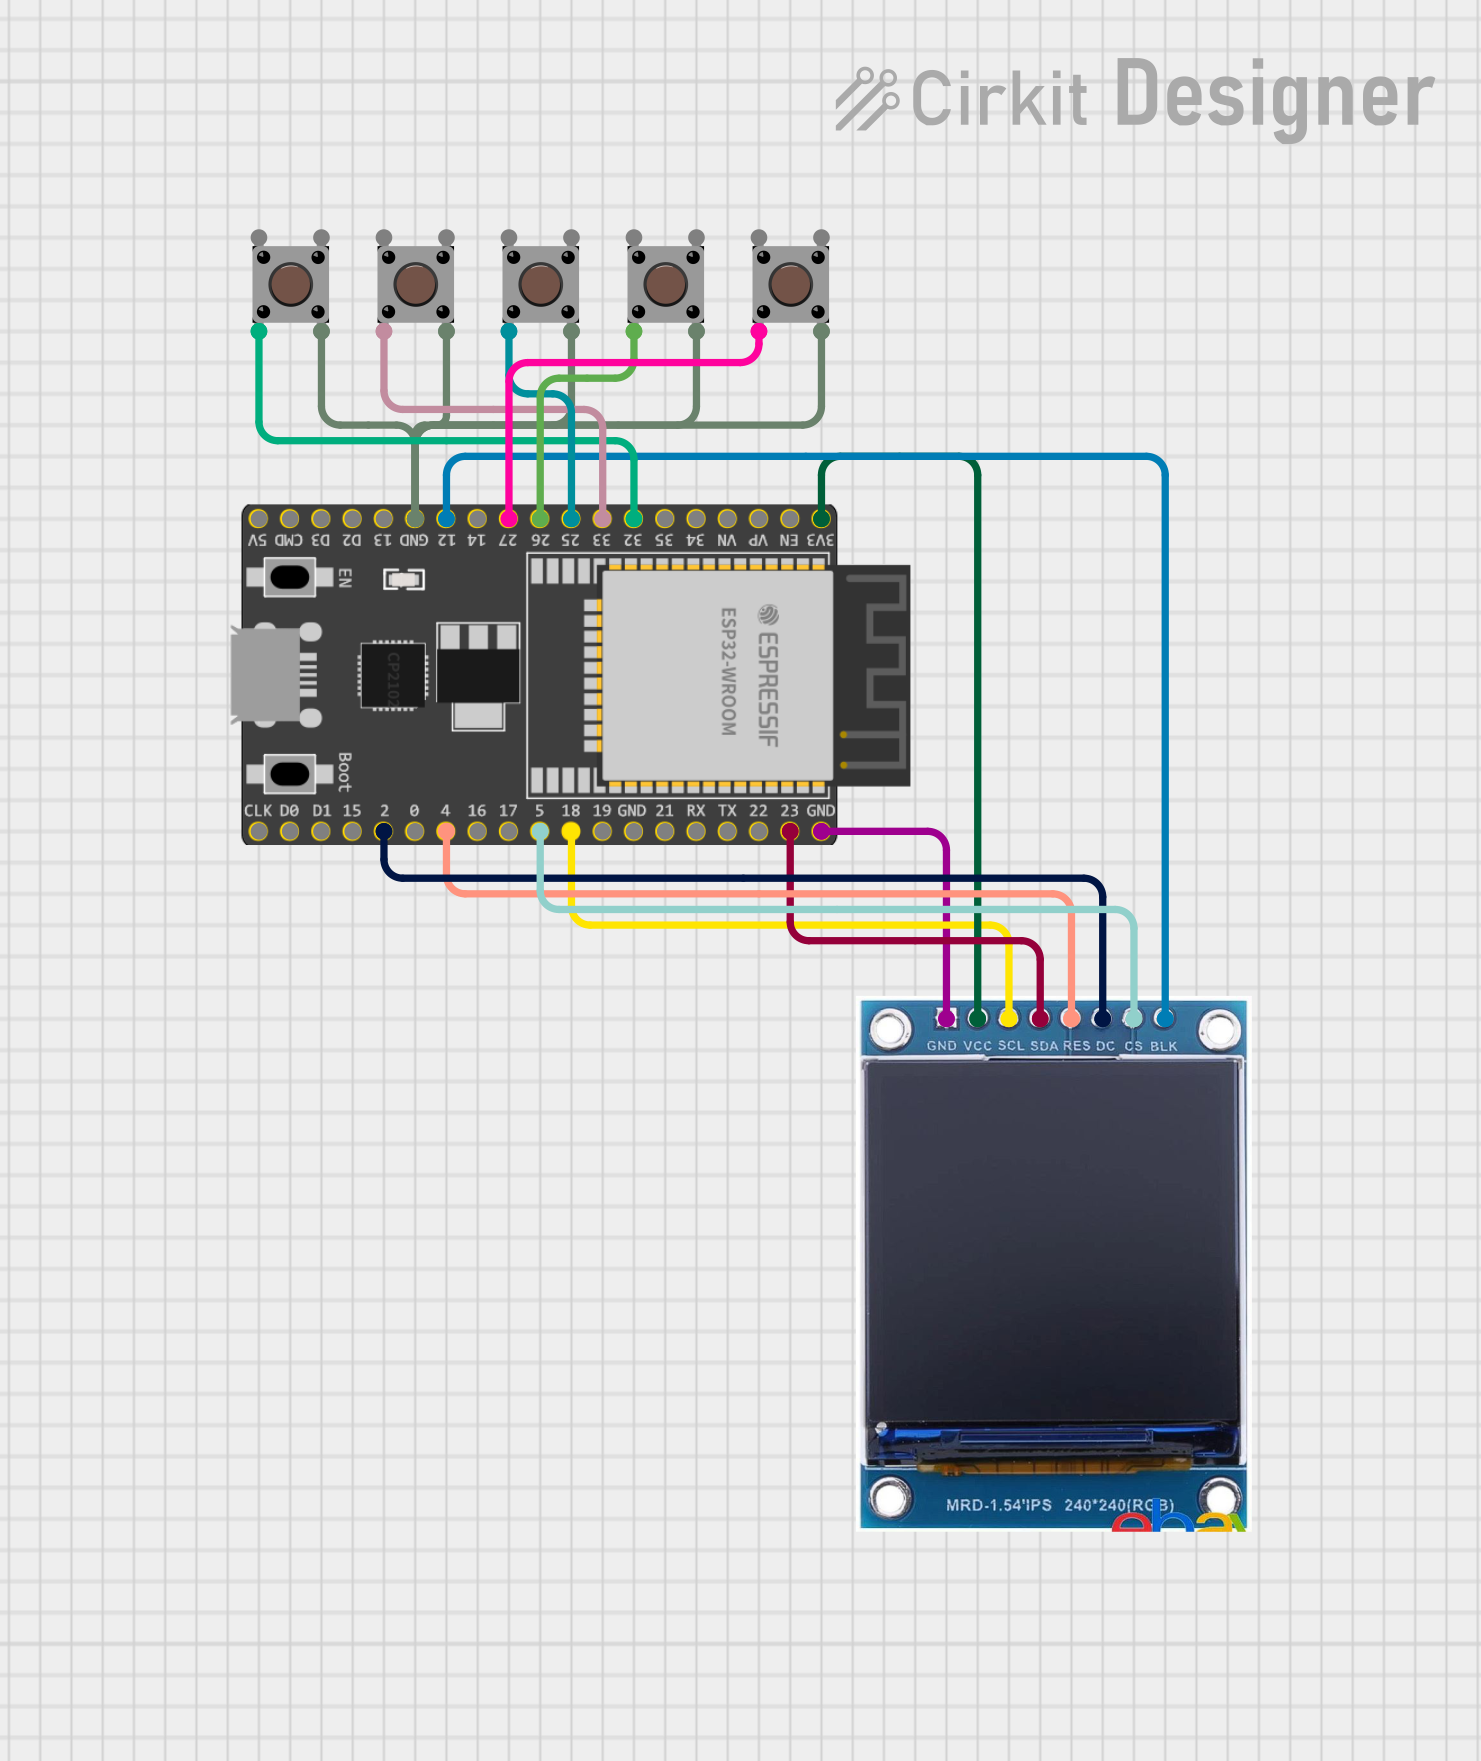 Cirkit Designer
5V CMD D3 D2 13 GND 12 14 27 26 25 33 32 35 34 VN VP EN 3V3
EN
CP2102
ESP32-WROOM
ESPRESSIF
Boot
CLK D0 D1 15 2 0 4 16 17 5 18 19 GND 21 RX TX 22 23 GND
GND VCC SCL SDA RES DC CS BLK
MRD-1.54'IPS 240*240(RGB)
ebay